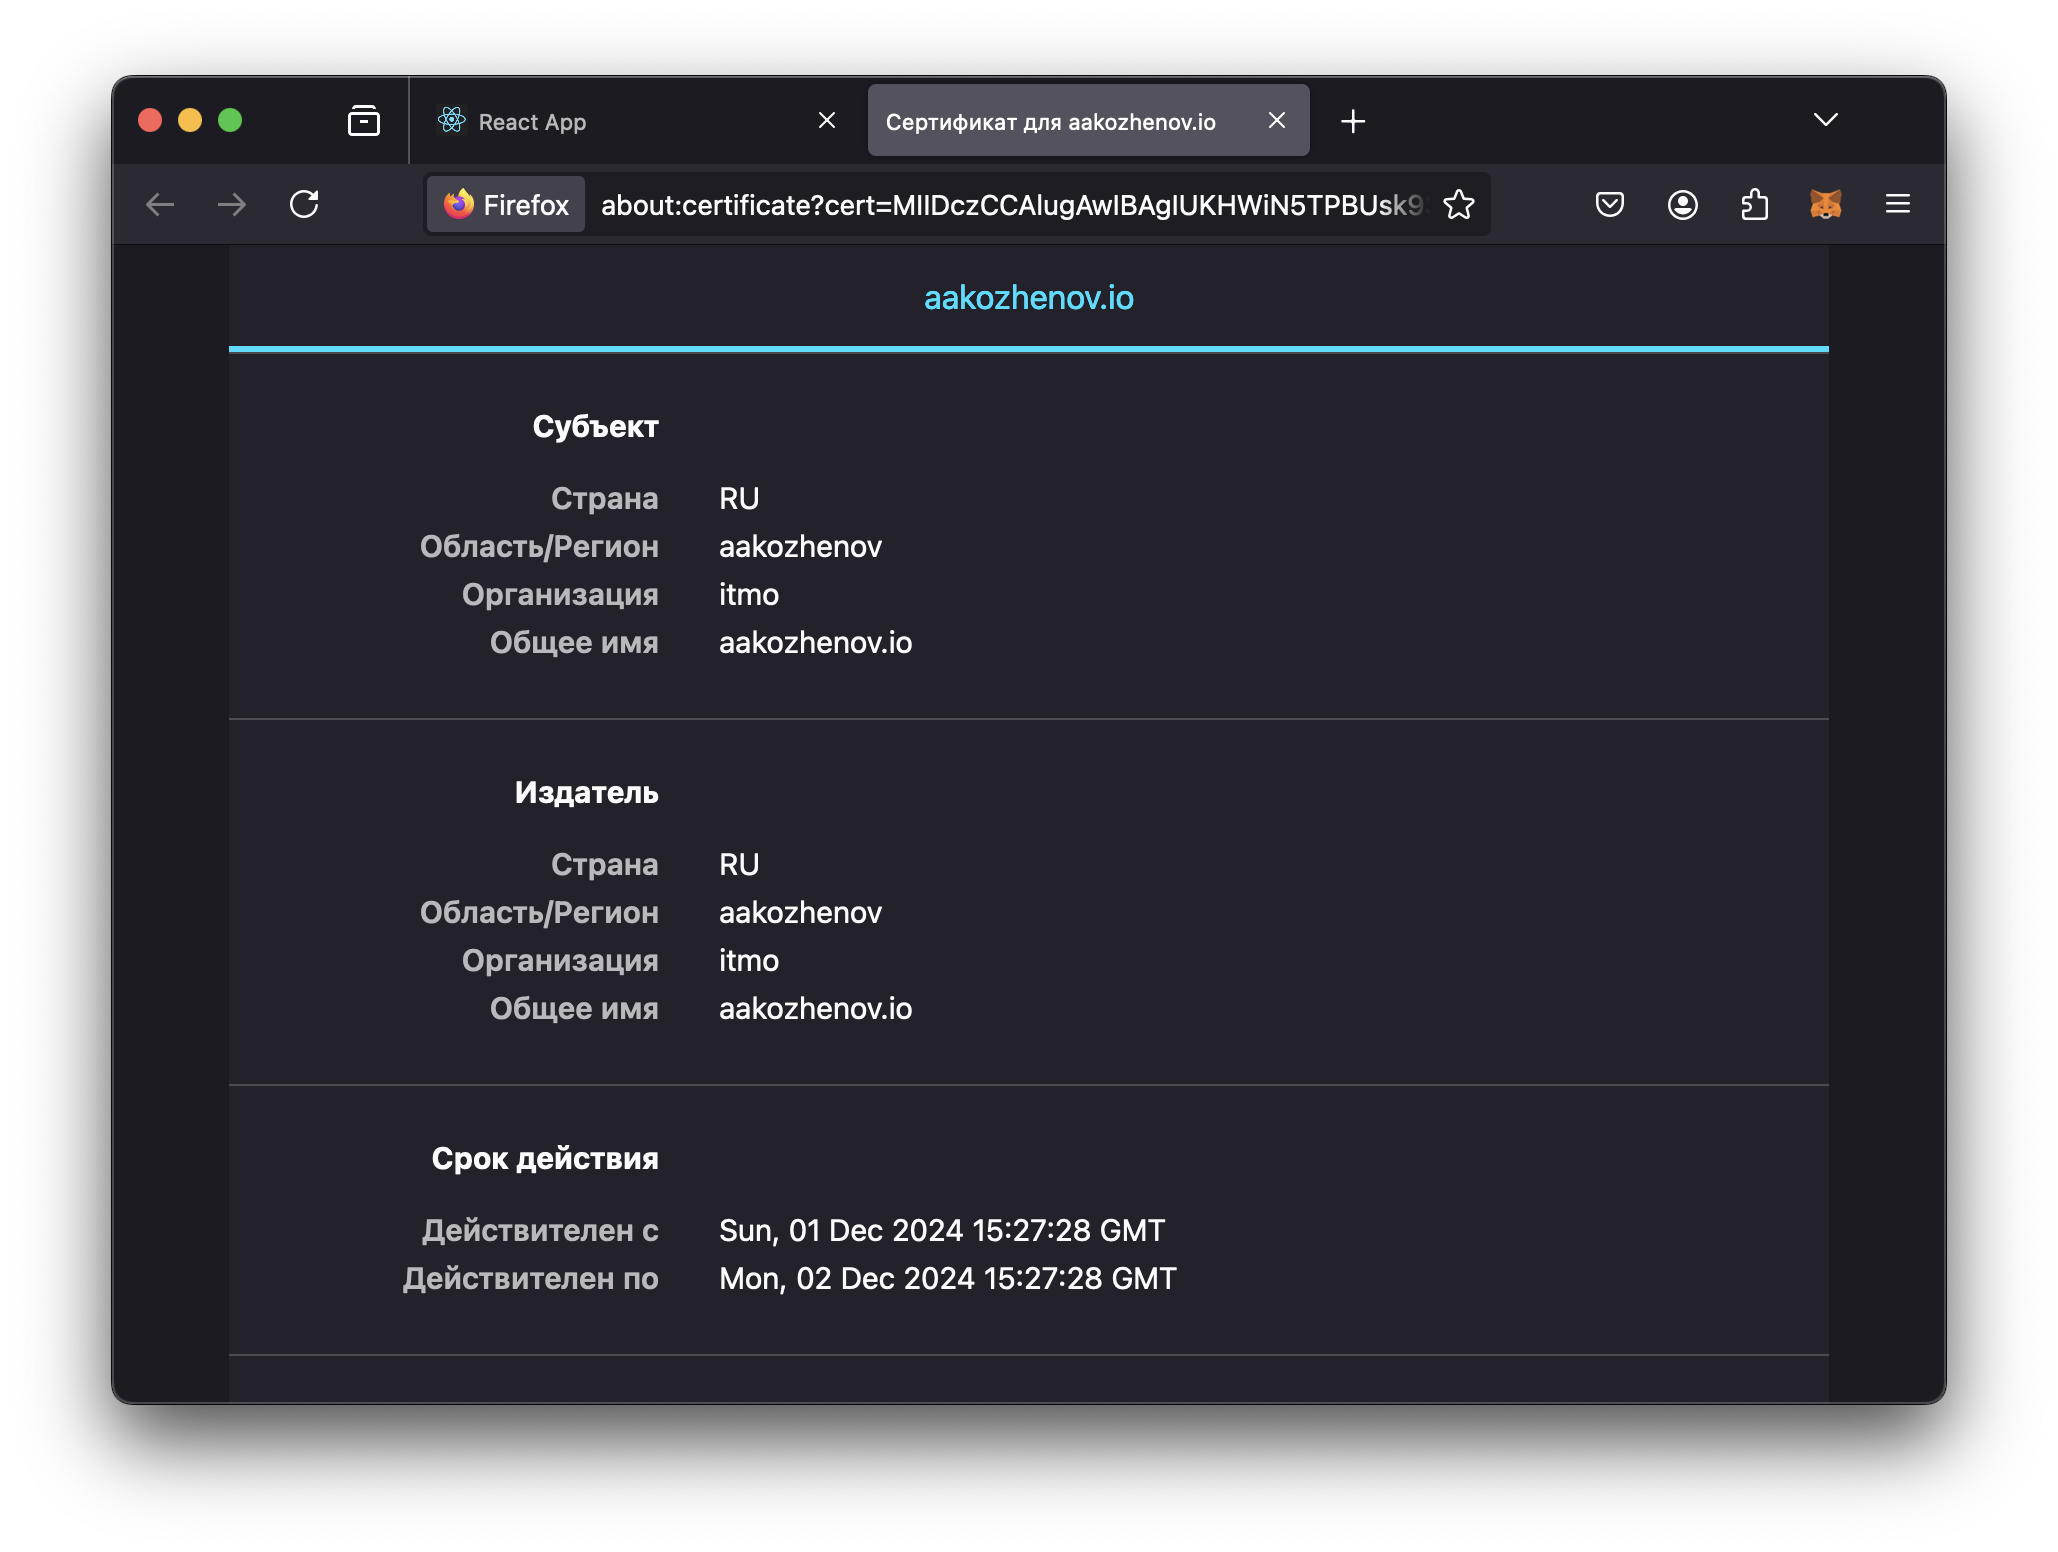 React App
Сертификат для aakozhenov.io
Firefox
about:certificate?cert=MIIDczCCAlugAwIBAgIUKHWiN5TPBUsk9
aakozhenov.io
Субъект
Страна RU
Область/Регион aakozhenov
Организация itmo
Общее имя aakozhenov.io
Издатель
Страна RU
Область/Регион aakozhenov
Организация itmo
Общее имя aakozhenov.io
Срок действия
Действителен с Sun, 01 Dec 2024 15:27:28 GMT
Действителен по Mon, 02 Dec 2024 15:27:28 GMT